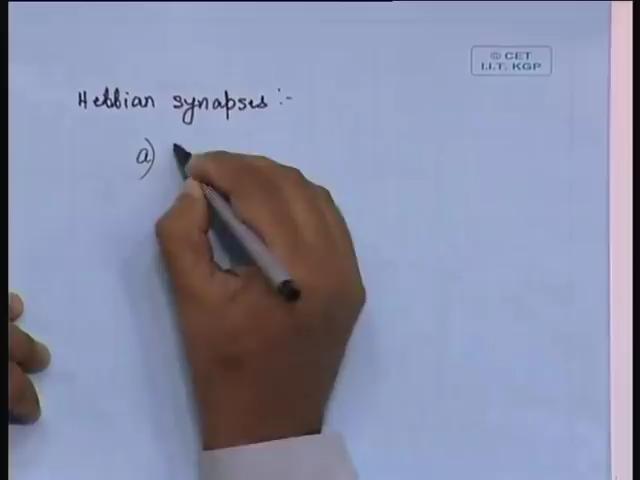 © CET
I.I.T. KGP
Hebbian synapses :-
a)